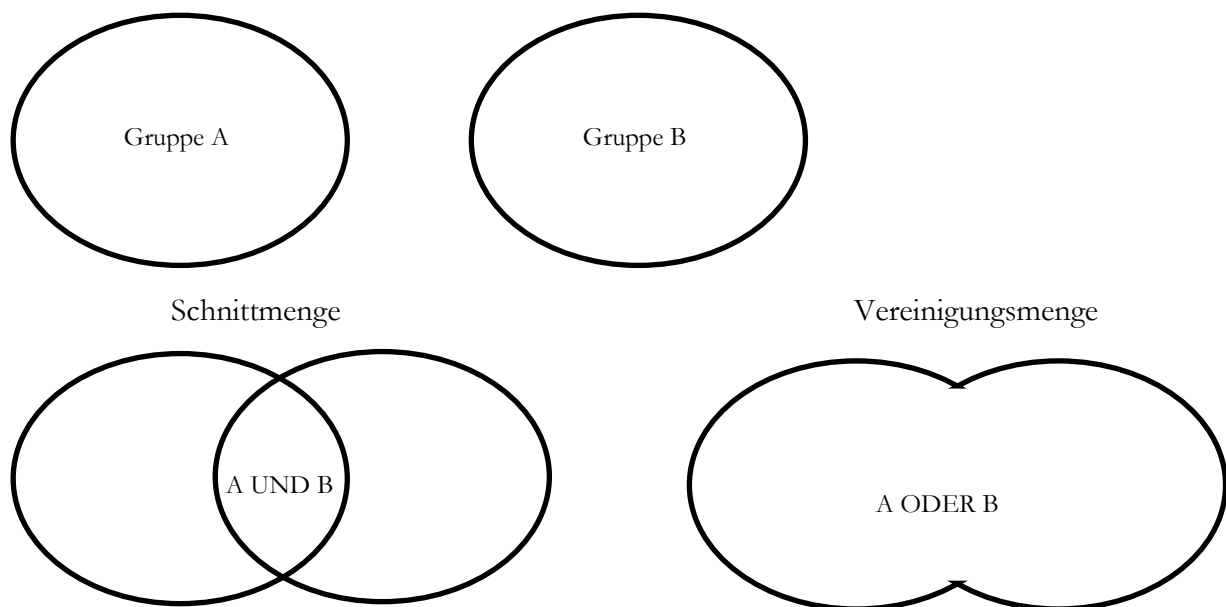 Gruppe A
Gruppe B
Schnittmenge
Vereinigungsmenge
A UND B
A ODER B